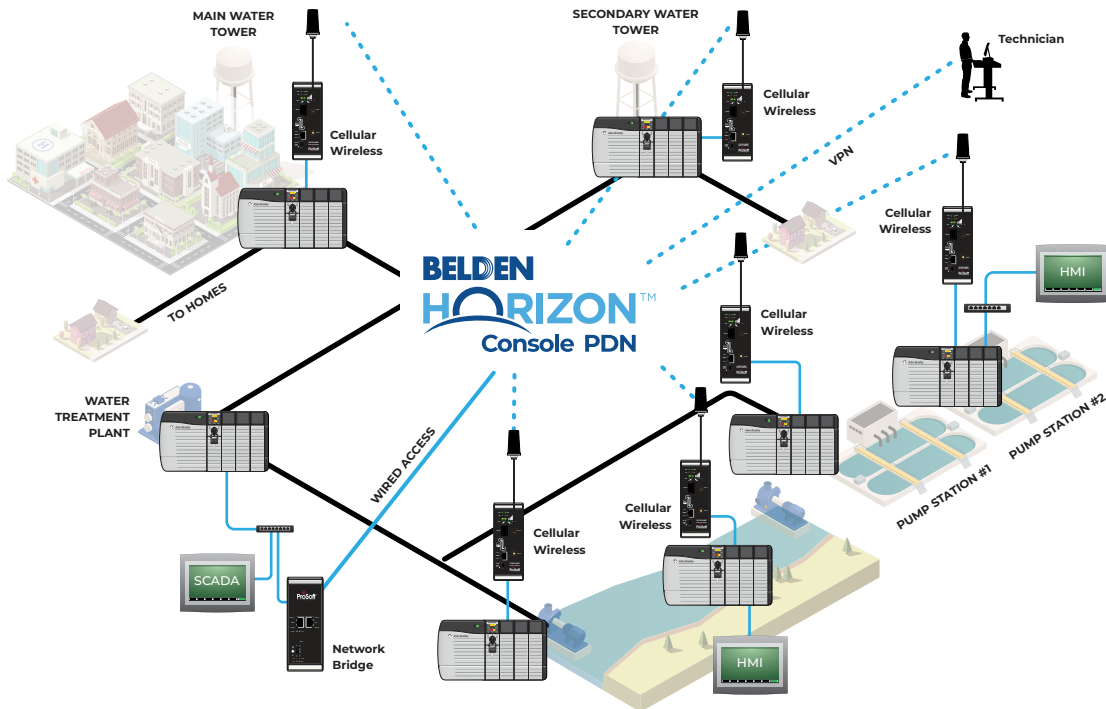 MAIN WATER
TOWER
SECONDARY WATER
TOWER
Technician
Cellular
Wireless
Cellular
Wireless
VPN
Cellular
Wireless
HMI
BELDEN
HORIZON™
Console PDN
TO HOMES
Cellular
Wireless
WATER
TREATMENT
PLANT
WIRED ACCESS
PUMP STATION #2
PUMP STATION #1
Cellular
Wireless
Cellular
Wireless
SCADA
ProSoft
Network
Bridge
HMI
H